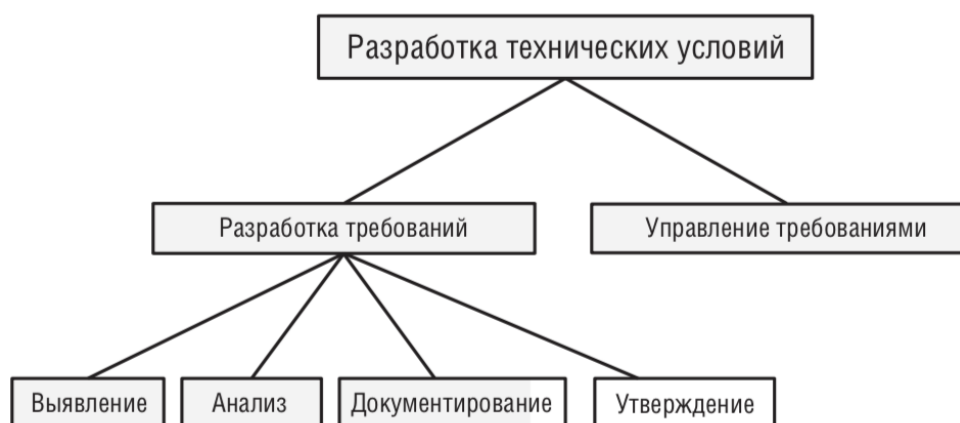 Разработка технических условий
Разработка требований
Управление требованиями
Выявление
Анализ
Документирование
Утверждение